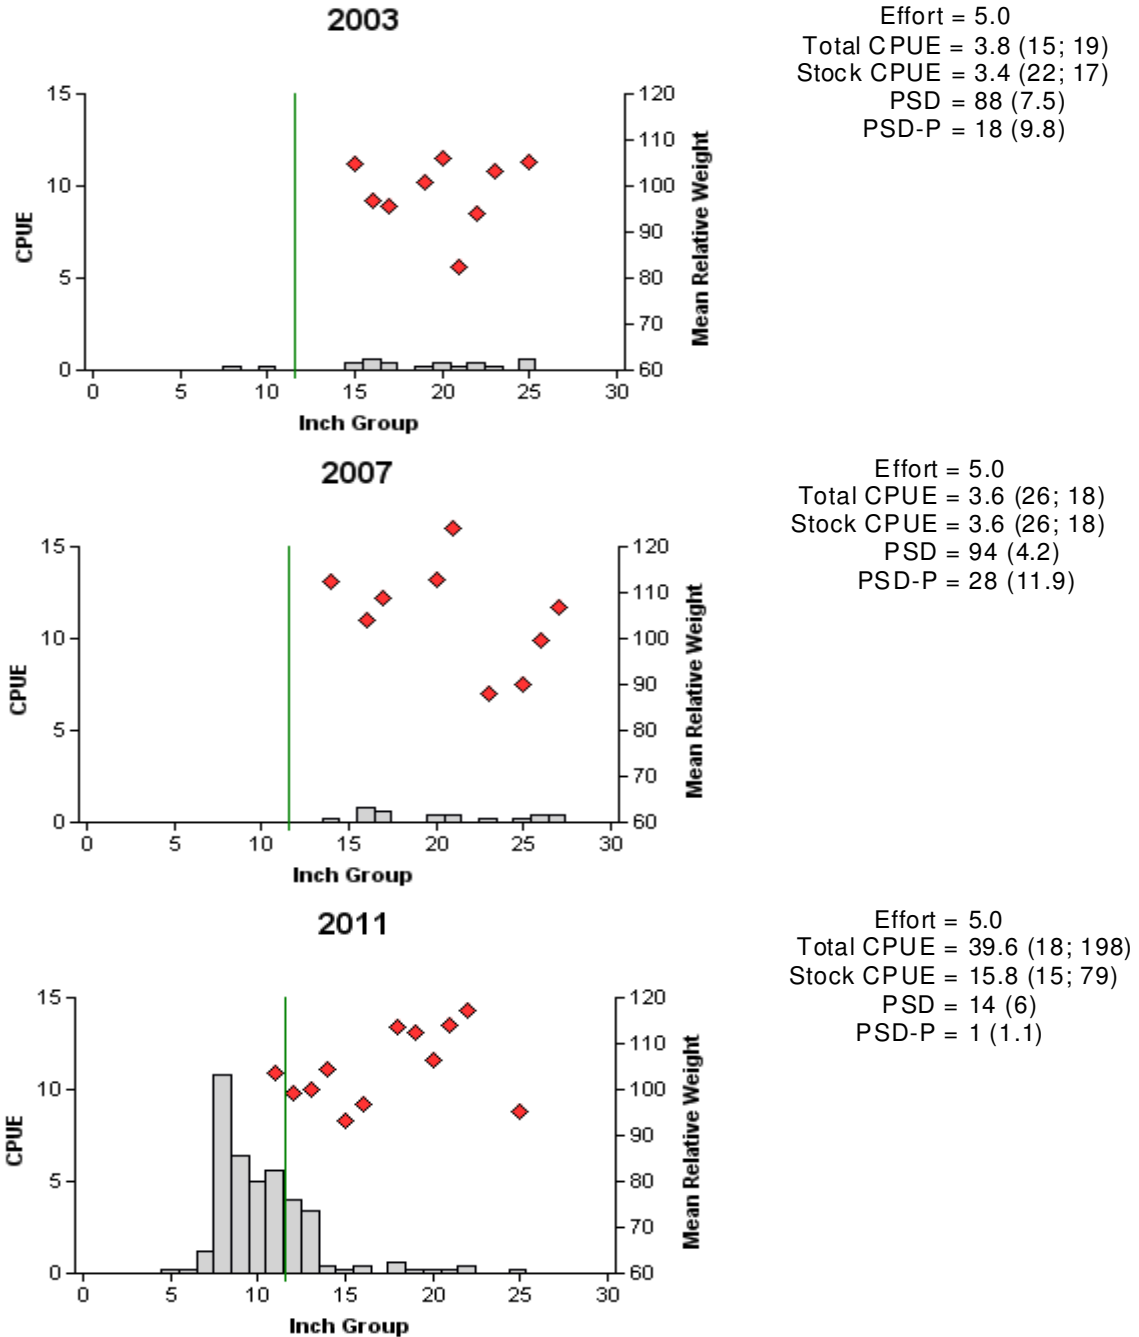 2003
Effort = 5.0
Total CPUE = 3.8 (15; 19)
Stock CPUE = 3.4 (22; 17)
PSD = 88 (7.5)
PSD-P = 18 (9.8)
15
10
5
0
CPUE
120
110
100
90
80
70
60
Mean Relative Weight
0 5 10 15 20 25 30
Inch Group
2007
Effort = 5.0
Total CPUE = 3.6 (26; 18)
Stock CPUE = 3.6 (26; 18)
PSD = 94 (4.2)
PSD-P = 28 (11.9)
15
10
5
0
CPUE
120
110
100
90
80
70
60
Mean Relative Weight
0 5 10 15 20 25 30
Inch Group
2011
Effort = 5.0
Total CPUE = 39.6 (18; 198)
Stock CPUE = 15.8 (15; 79)
PSD = 14 (6)
PSD-P = 1 (1.1)
15
10
5
0
CPUE
120
110
100
90
80
70
60
Mean Relative Weight
0 5 10 15 20 25 30
Inch Group